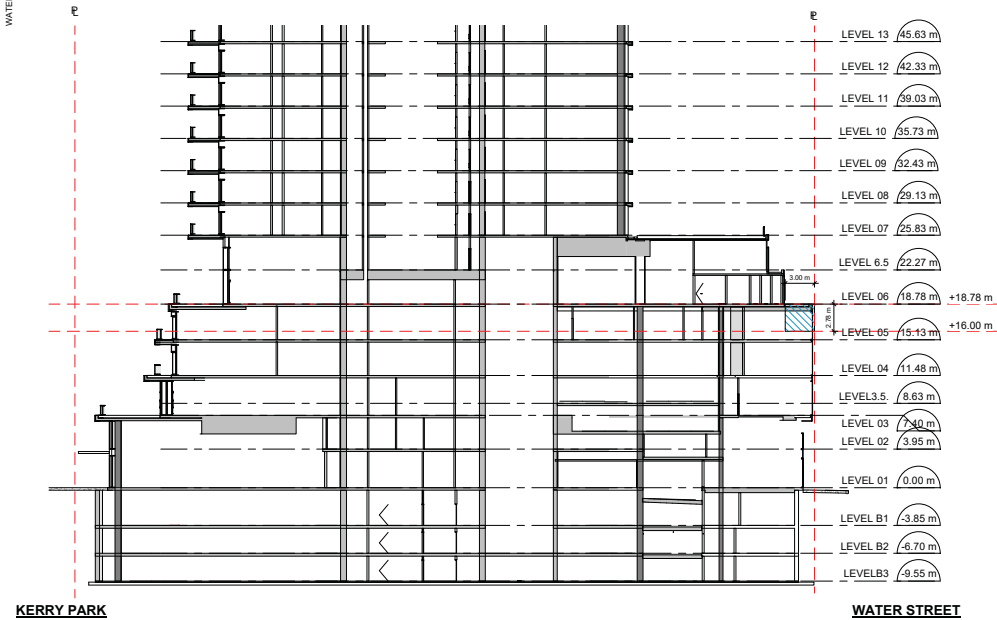 WATER
PL
PL
LEVEL 13 45.63 m
LEVEL 12 42.33 m
LEVEL 11 39.03 m
LEVEL 10 35.73 m
LEVEL 09 32.43 m
LEVEL 08 29.13 m
LEVEL 07 25.83 m
LEVEL 6.5 22.27 m
3.00 m
LEVEL 06 18.78 m +18.78 m
2.78 m
+16.00 m
LEVEL 05 15.13 m
LEVEL 04 11.48 m
LEVEL3.5. 8.63 m
LEVEL 03 7.40 m
LEVEL 02 3.95 m
LEVEL 01 0.00 m
LEVEL B1 -3.85 m
LEVEL B2 -6.70 m
LEVELB3 -9.55 m
KERRY PARK
WATER STREET